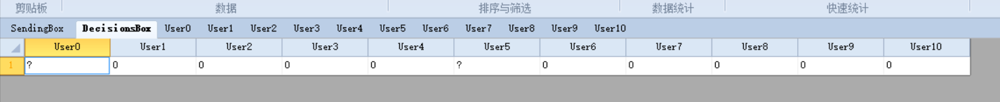 剪贴板 数据 排序与筛选 数据统计 快速统计
SendingBox DecisionsBox User0 User1 User2 User3 User4 User5 User6 User7 User8 User9 User10
User0 User1 User2 User3 User4 User5 User6 User7 User8 User9 User10
1 ? 0 0 0 0 ? 0 0 0 0 0